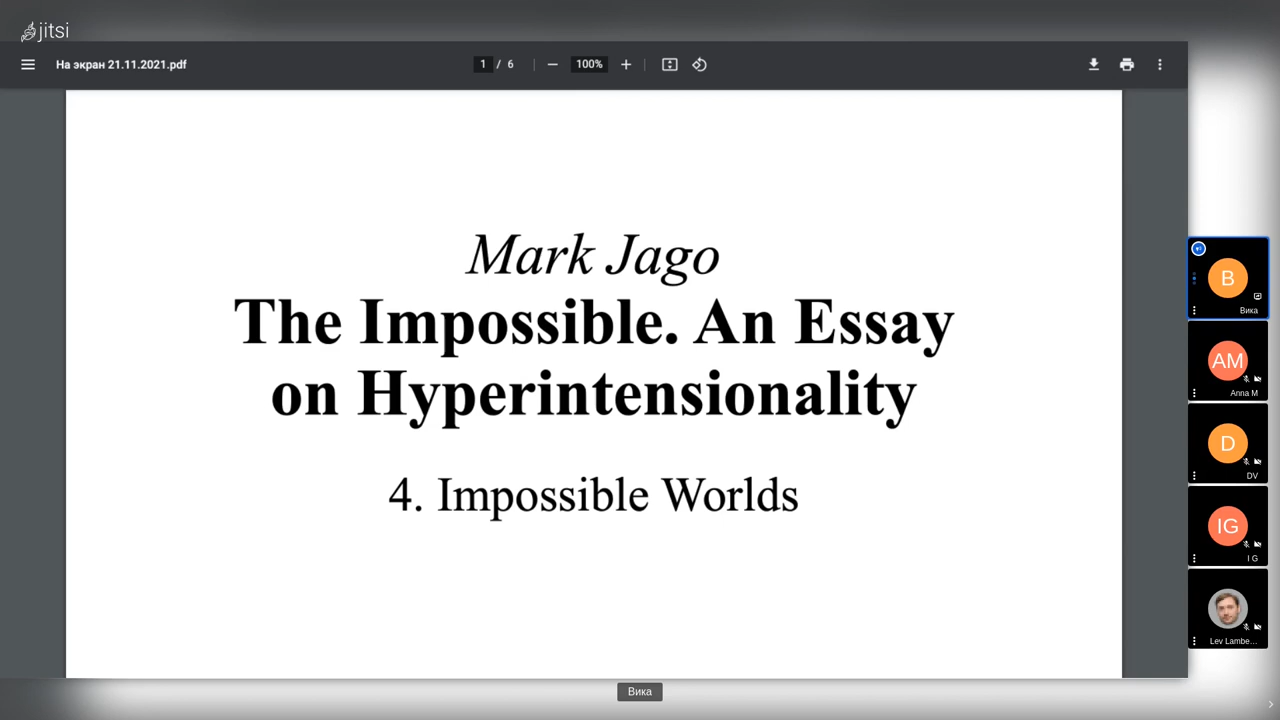 jitsi
На экран 21.11.2021.pdf
1 / 6
100%
Mark Jago
The Impossible. An Essay
on Hyperintensionality
4. Impossible Worlds
B
Вика
AM
Anna M
D
DV
IG
I G
Lev Lambe...
Вика